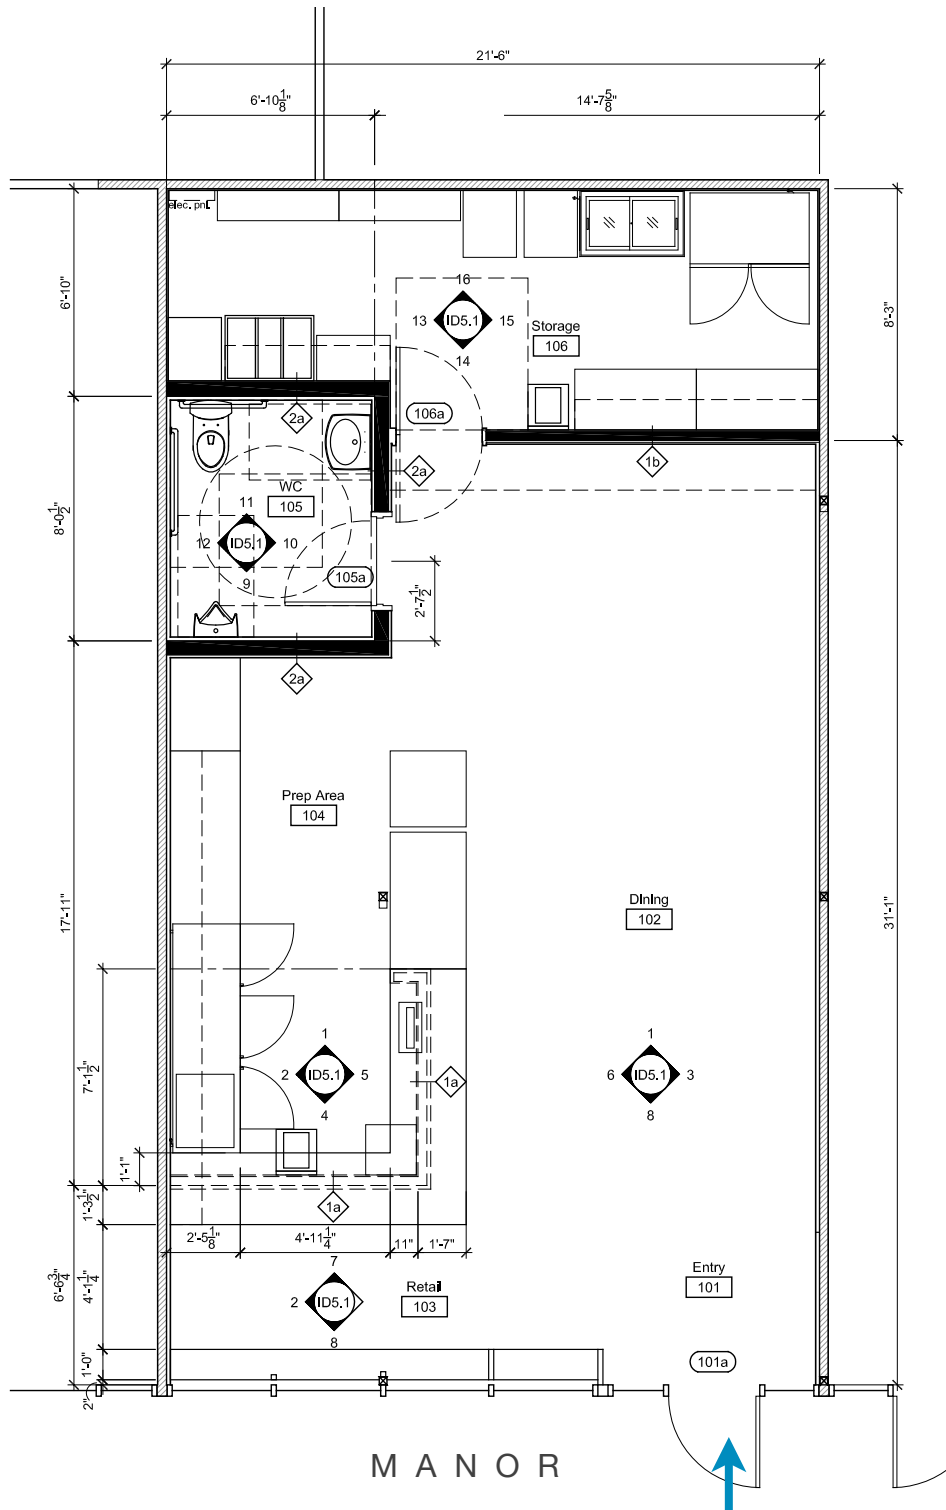 21'-6"
6'-10 1/8"
14'-7 5/8"
elec. pnl.
6'-10"
8'-3"
16
13 ID5.1 15
14
Storage
106
106a
2a
2a
1b
WC
105
11
12 ID5.1 10
9
105a
8'-0 1/2"
2'-7 1/2"
2a
Prep Area
104
Dining
102
17'-11"
31'-1"
7'-1 1/2"
1
2 ID5.1 5
4
1a
1
6 ID5.1 3
8
1'-1"
1a
1'-3 1/2"
2'-5 1/8"
4'-11 1/4"
11"
1'-7"
6'-6 3/4"
4'-1 1/4"
7
2 ID5.1
8
Retail
103
Entry
101
101a
1'-0"
2"
MANOR